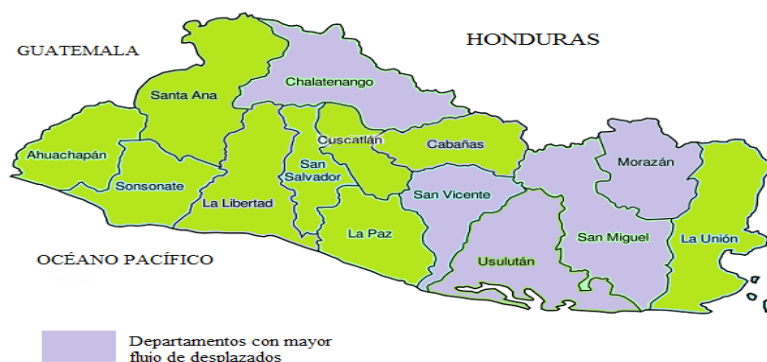 HONDURAS
GUATEMALA
Chalatenango
Santa Ana
Cuscatlán
Cabañas
Ahuachapán
San
Salvador
Morazán
Sonsonate
La Libertad
San Vicente
La Paz
San Miguel
La Unión
Usulután
OCÉANO PACÍFICO
Departamentos con mayor
flujo de desplazados